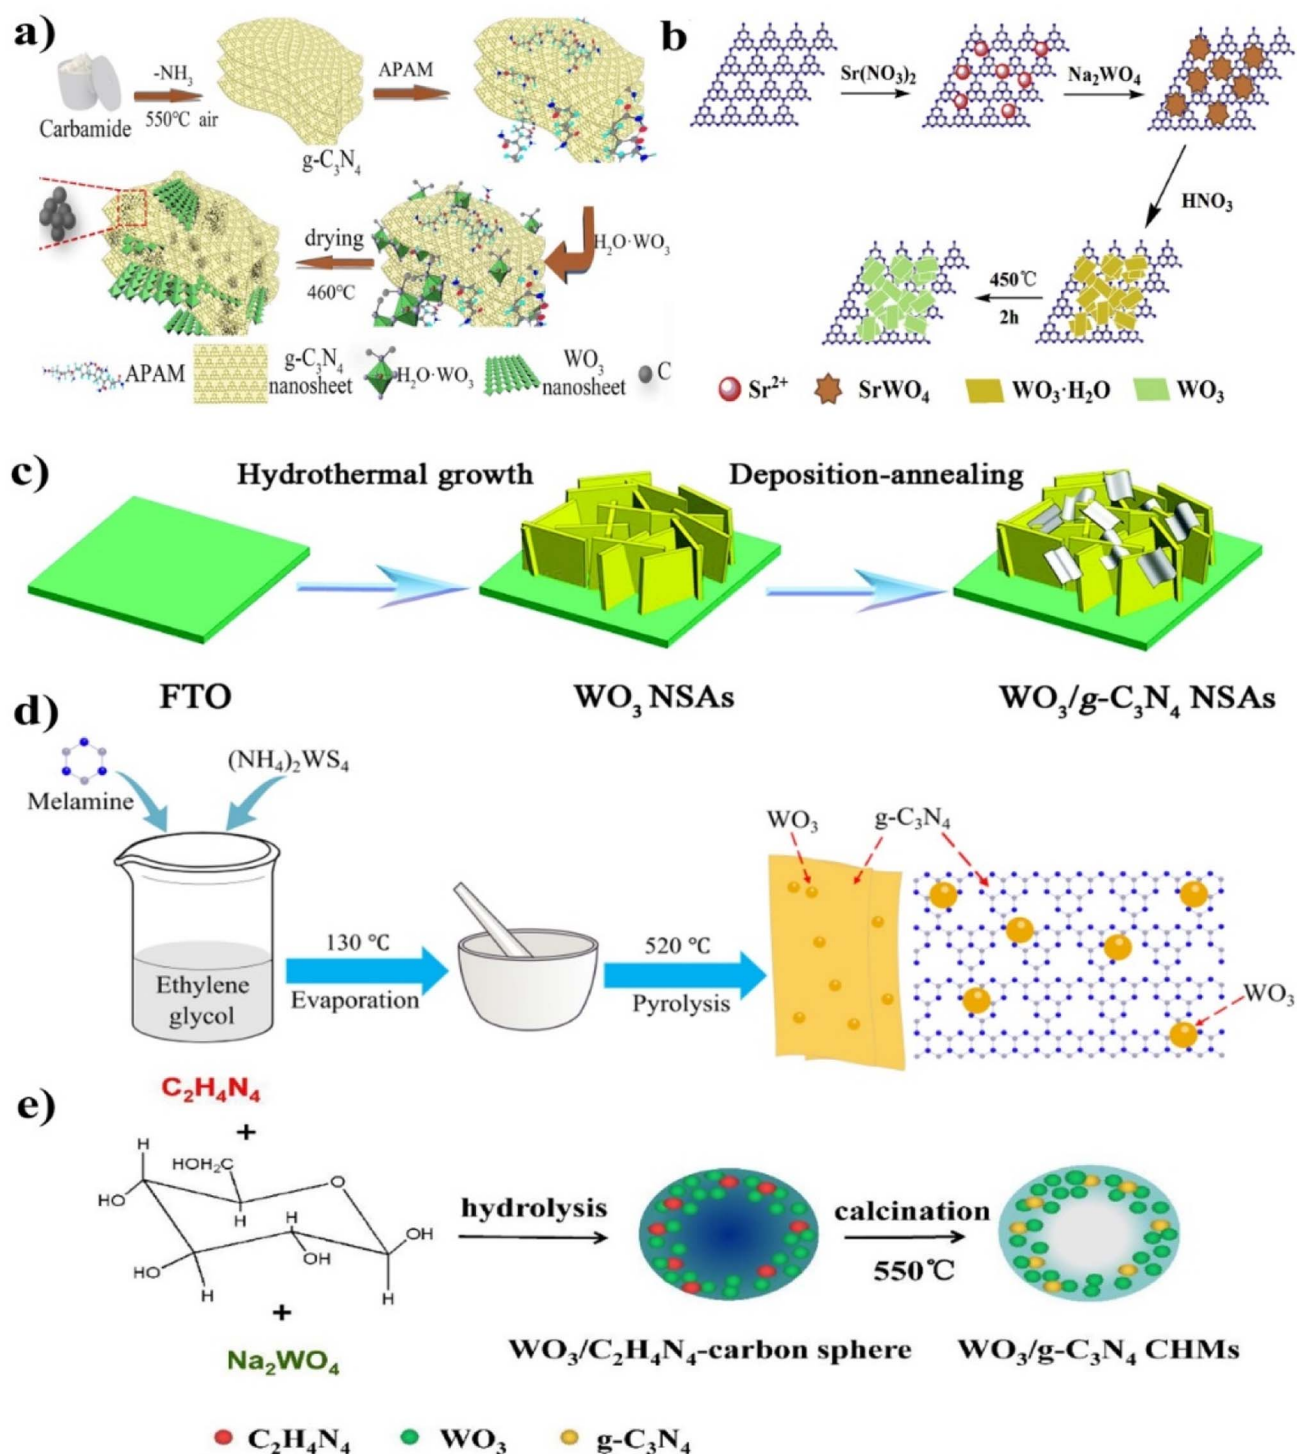 a)
Carbamide
-NH₃
550℃ air
g-C₃N₄
APAM
H₂O·WO₃
drying
460℃
APAM
g-C₃N₄
nanosheet
H₂O·WO₃
WO₃
nanosheet
C
b)
Sr(NO₃)₂
Na₂WO₄
HNO₃
450℃
2h
Sr²⁺
SrWO₄
WO₃·H₂O
WO₃
c)
Hydrothermal growth
Deposition-annealing
FTO
WO₃ NSAs
WO₃/g-C₃N₄ NSAs
d)
Melamine
(NH₄)₂WS₄
Ethylene
glycol
130 ℃
Evaporation
520 ℃
Pyrolysis
WO₃
g-C₃N₄
WO₃
e)
C₂H₄N₄
+
H
HOH₂C
O
HO
H
H
OH
OH
HO
H
H
+
Na₂WO₄
hydrolysis
calcination
550℃
WO₃/C₂H₄N₄-carbon sphere
WO₃/g-C₃N₄ CHMs
C₂H₄N₄
WO₃
g-C₃N₄